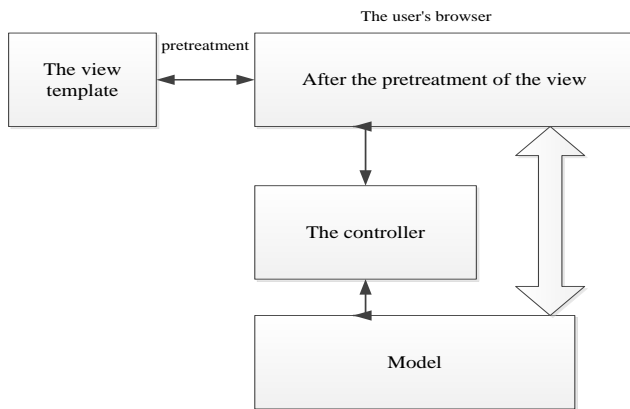 The user's browser
pretreatment
The view
template
After the pretreatment of the view
The controller
Model